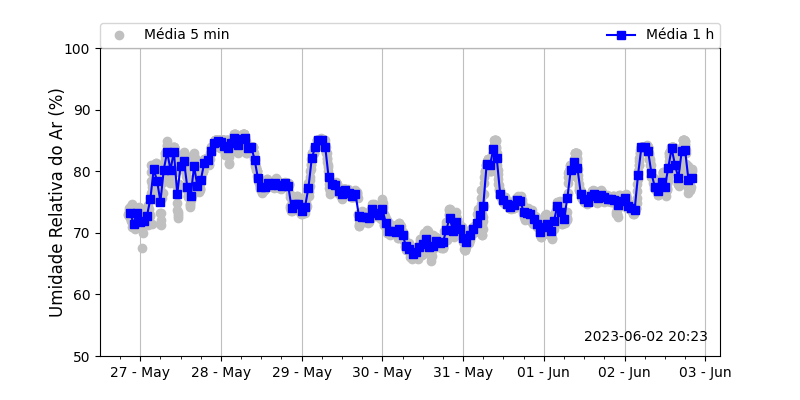 Média 5 min
Média 1 h
Umidade Relativa do Ar (%)
100
90
80
70
60
50
2023-06-02 20:23
27 - May
28 - May
29 - May
30 - May
31 - May
01 - Jun
02 - Jun
03 - Jun